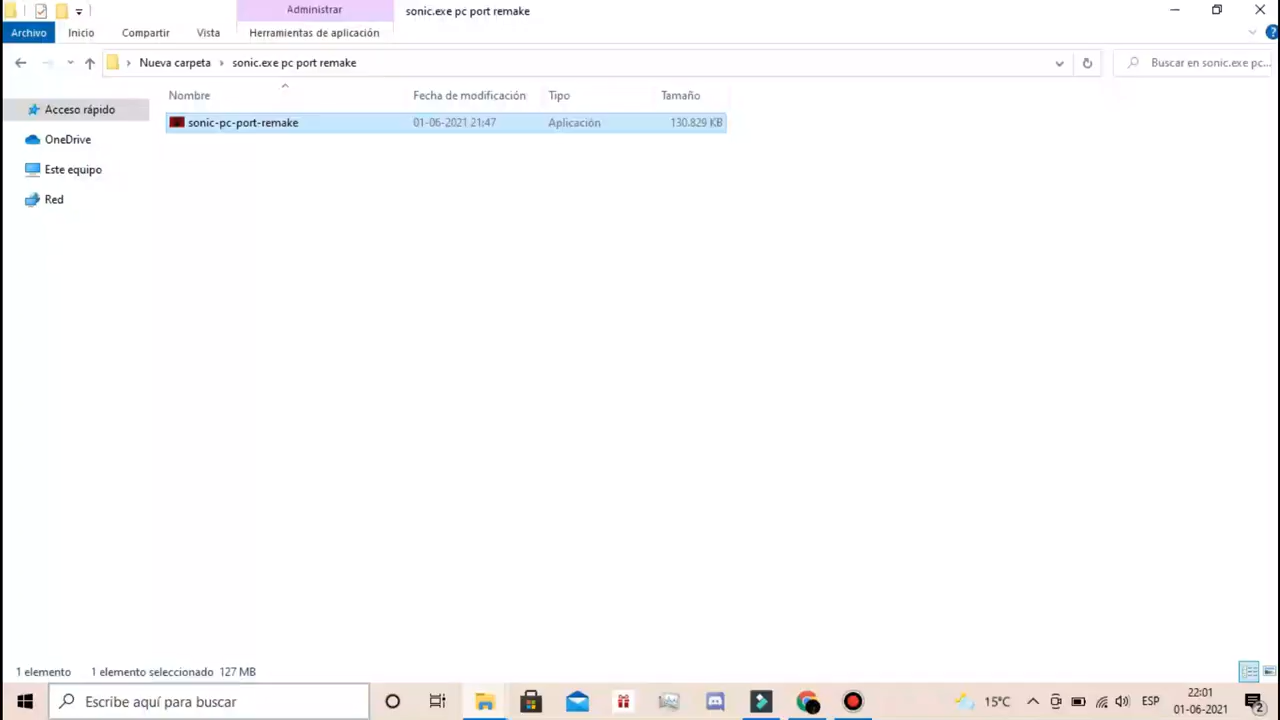 Administrar
sonic.exe pc port remake
Archivo
Inicio
Compartir
Vista
Herramientas de aplicación
?
Nueva carpeta
sonic.exe pc port remake
Buscar en sonic.exe pc...
Nombre
Fecha de modificación
Tipo
Tamaño
Acceso rápido
sonic-pc-port-remake
01-06-2021 21:47
Aplicación
130.829 KB
OneDrive
Este equipo
Red
1 elemento
1 elemento seleccionado
127 MB
Escribe aquí para buscar
15°C
ESP
22:01
01-06-2021
2